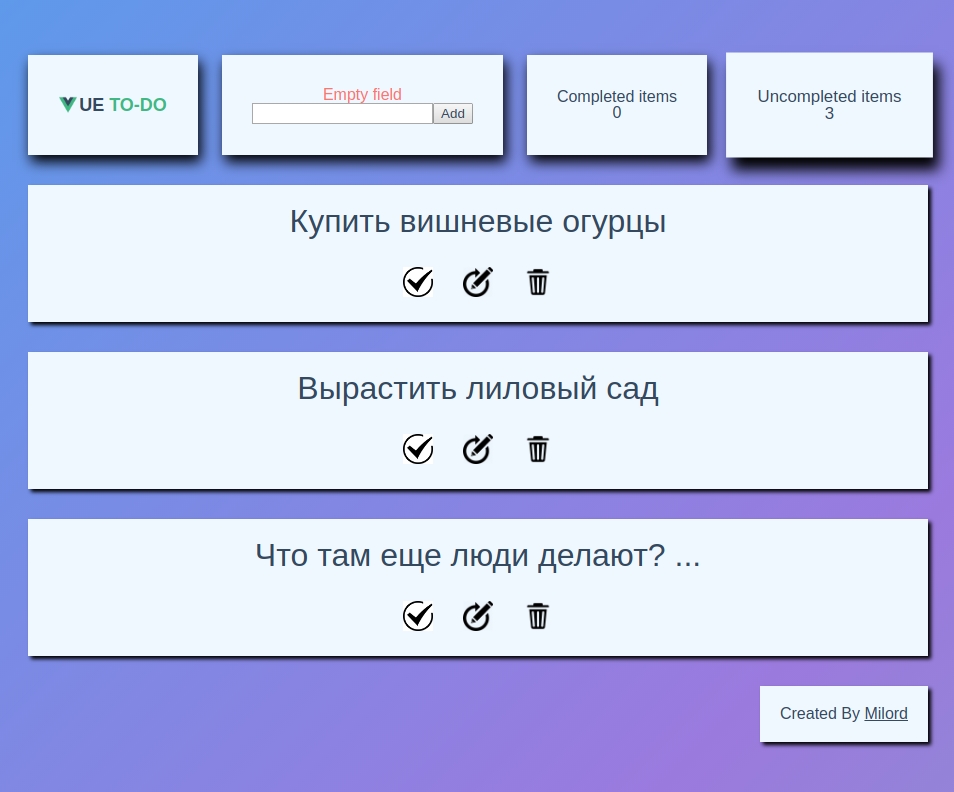 UE TO-DO
Empty field
Add
Completed items
0
Uncompleted items
3
Купить вишневые огурцы
Вырастить лиловый сад
Что там еще люди делают? ...
Created By Milord